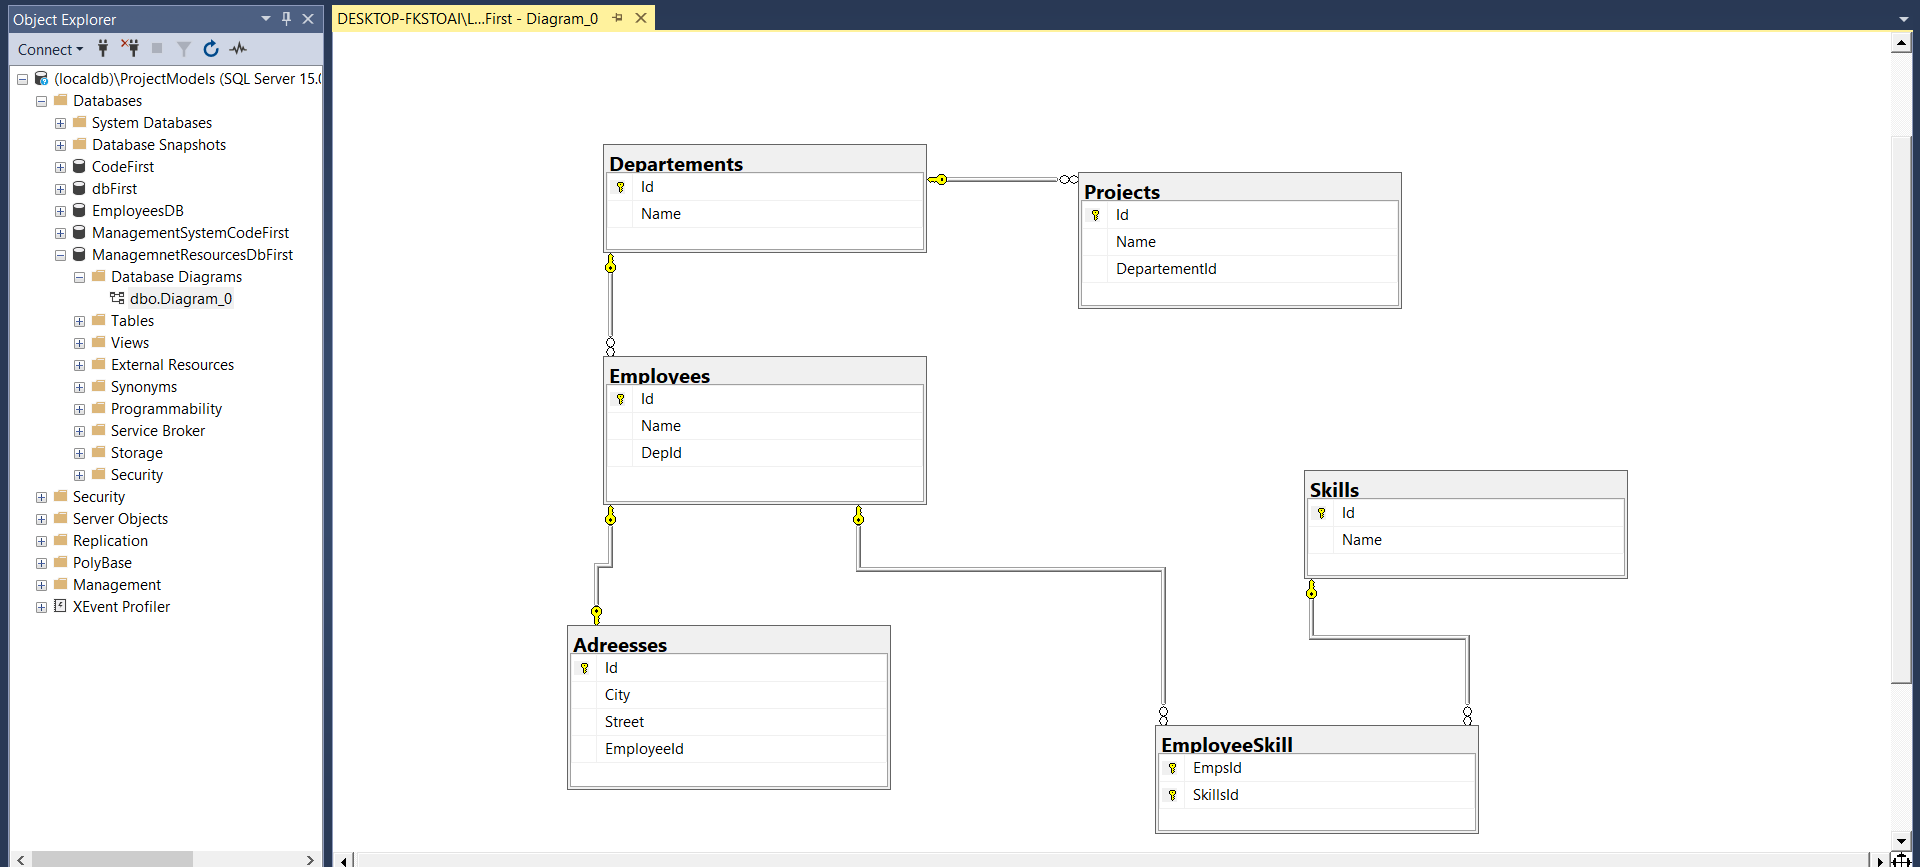 Object Explorer
Connect
(localdb)\ProjectModels (SQL Server 15.0
Databases
System Databases
Database Snapshots
CodeFirst
dbFirst
EmployeesDB
ManagementSystemCodeFirst
ManagemnetResourcesDbFirst
Database Diagrams
dbo.Diagram_0
Tables
Views
External Resources
Synonyms
Programmability
Service Broker
Storage
Security
Security
Server Objects
Replication
PolyBase
Management
XEvent Profiler
DESKTOP-FKSTOAI\L...First - Diagram_0
Departements
Id
Name
Projects
Id
Name
DepartementId
Employees
Id
Name
DepId
Skills
Id
Name
Adreesses
Id
City
Street
EmployeeId
EmployeeSkill
EmpsId
SkillsId